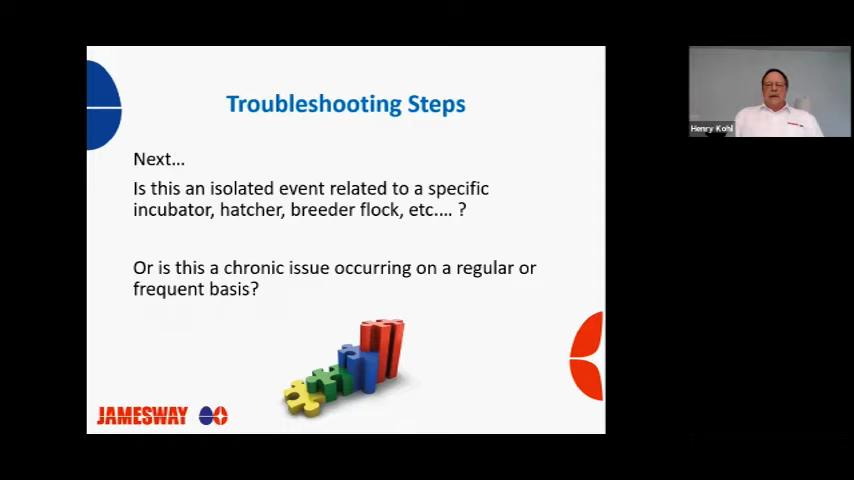 Troubleshooting Steps
Next...
Is this an isolated event related to a specific
incubator, hatcher, breeder flock, etc.... ?
Or is this a chronic issue occurring on a regular or
frequent basis?
JAMESWAY
Henry Kohl